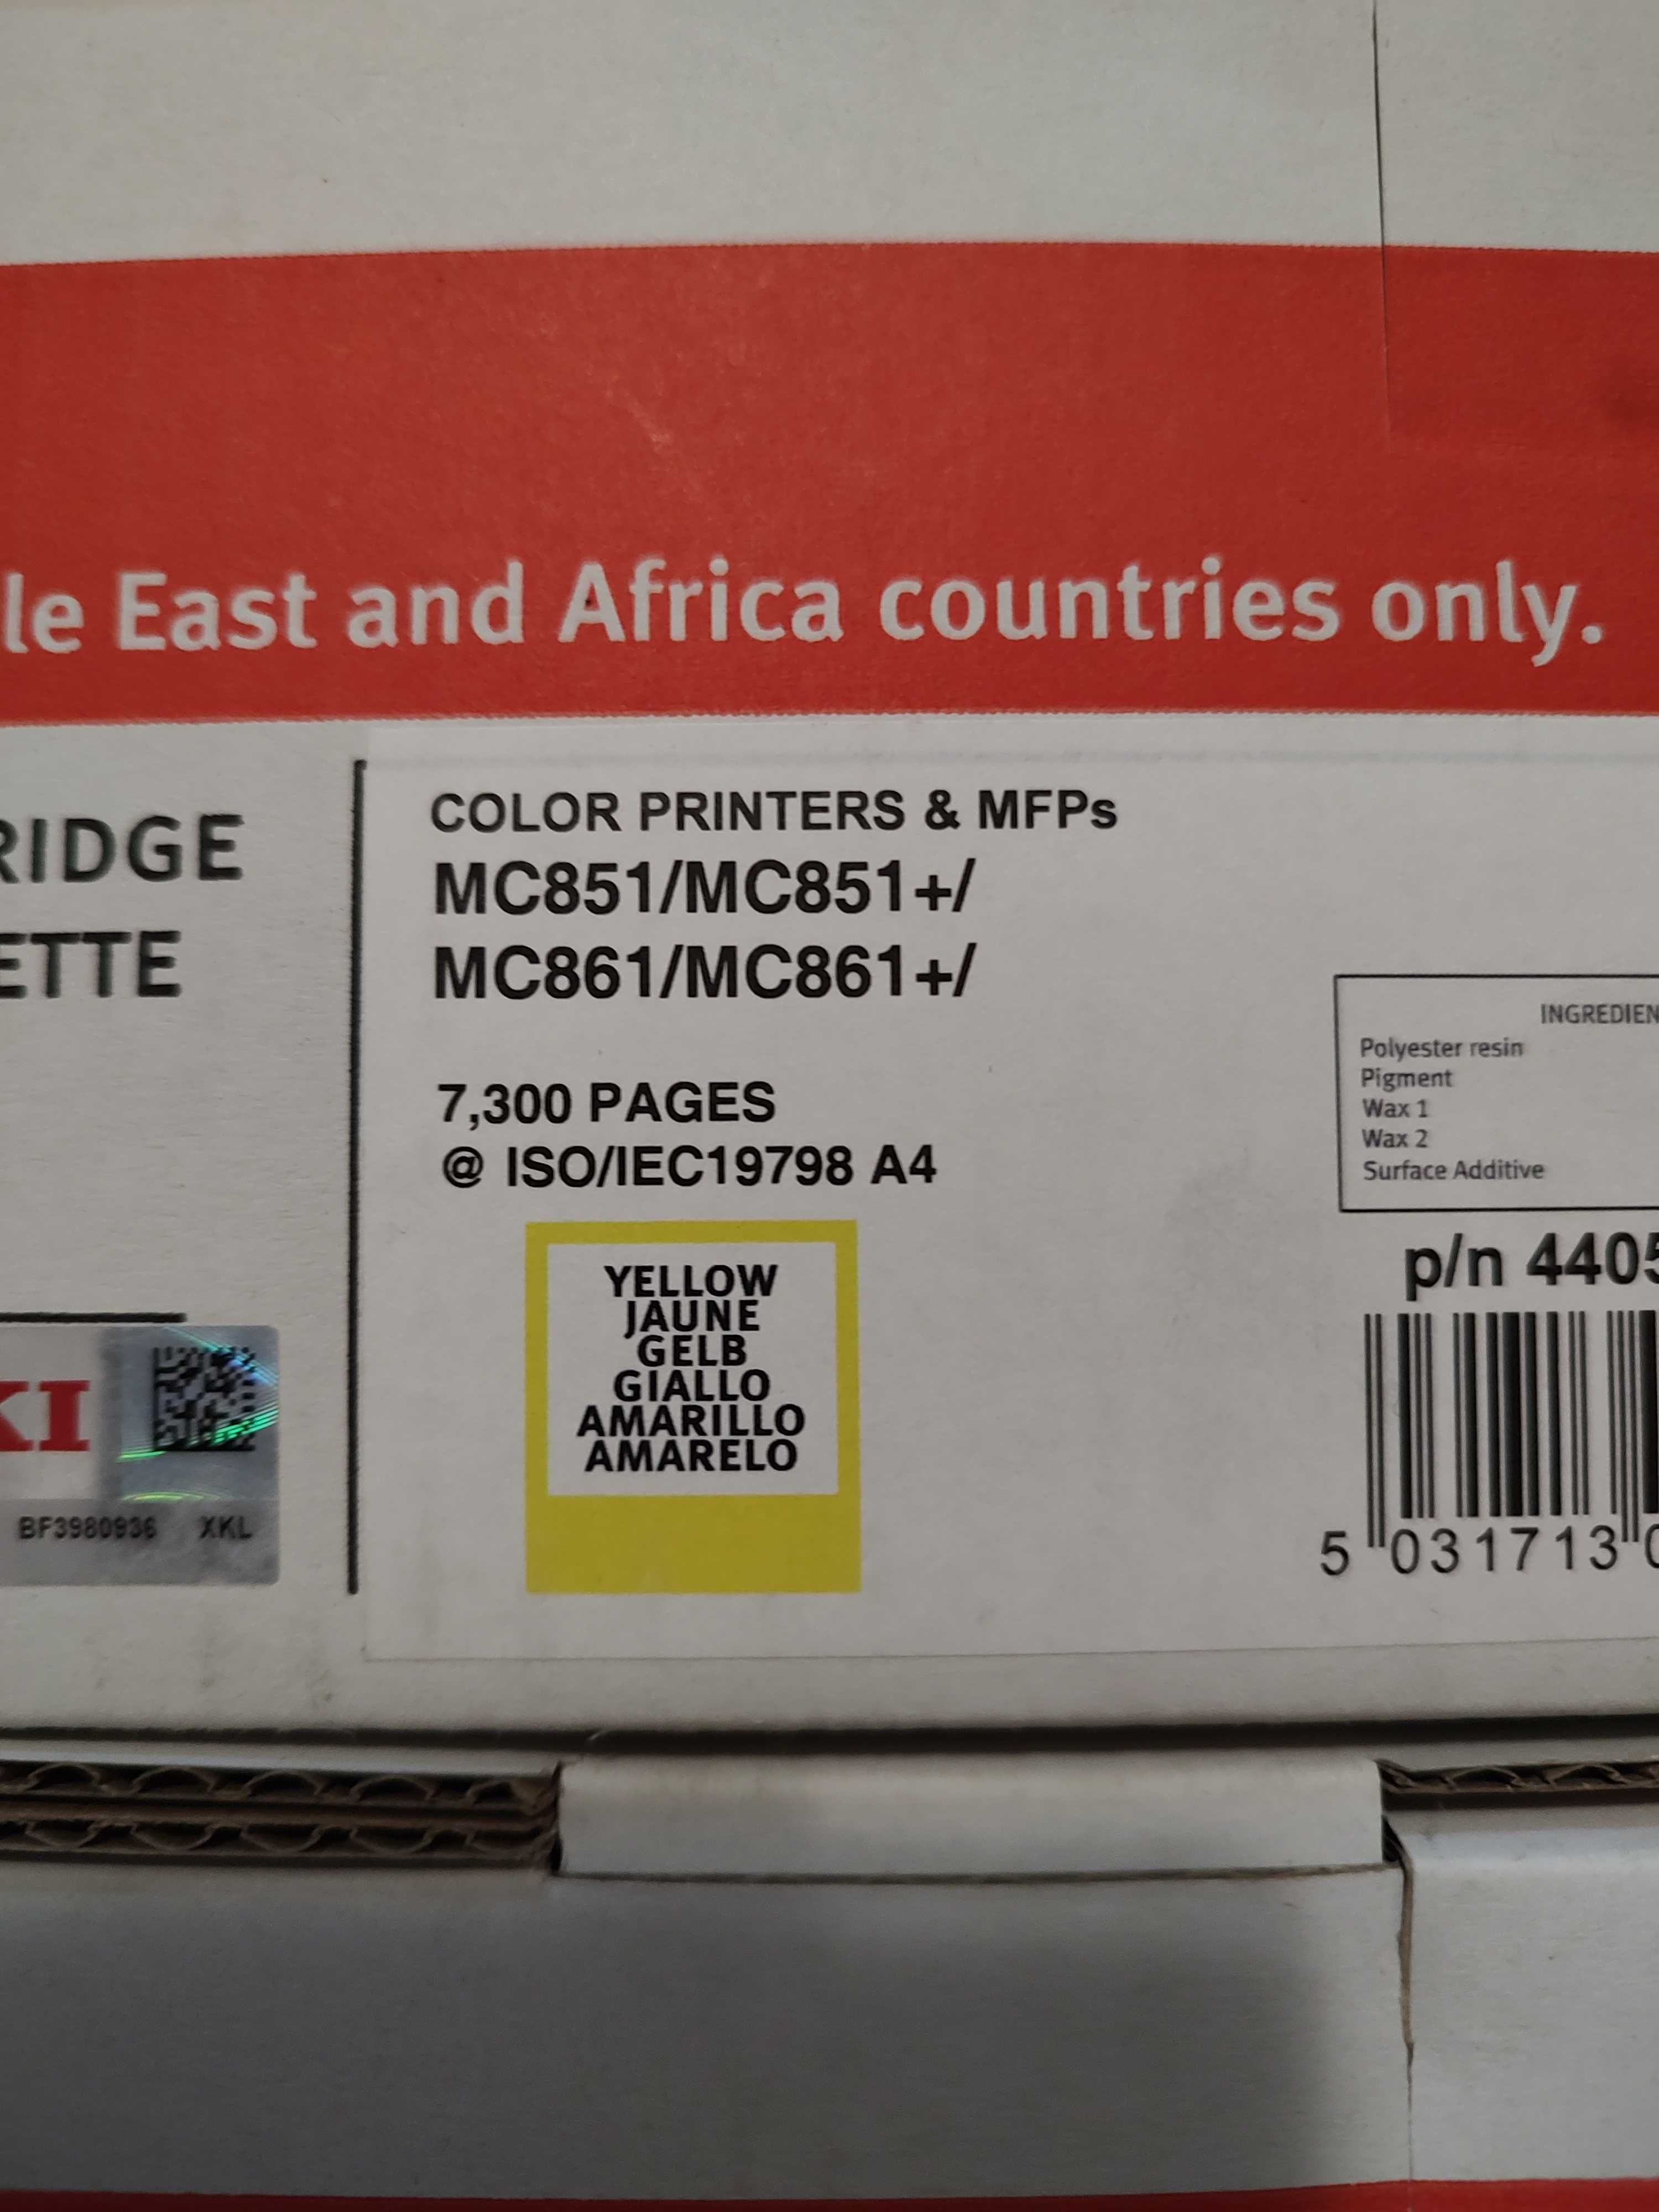 le East and Africa countries only.
RIDGE
ETTE
COLOR PRINTERS & MFPs
MC851/MC851+/
MC861/MC861+/
7,300 PAGES
@ ISO/IEC19798 A4
YELLOW
JAUNE
GELB
GIALLO
AMARILLO
AMARELO
KI
BF3980936 XKL
INGREDIEN
Polyester resin
Pigment
Wax 1
Wax 2
Surface Additive
p/n 4405
5 031713 0